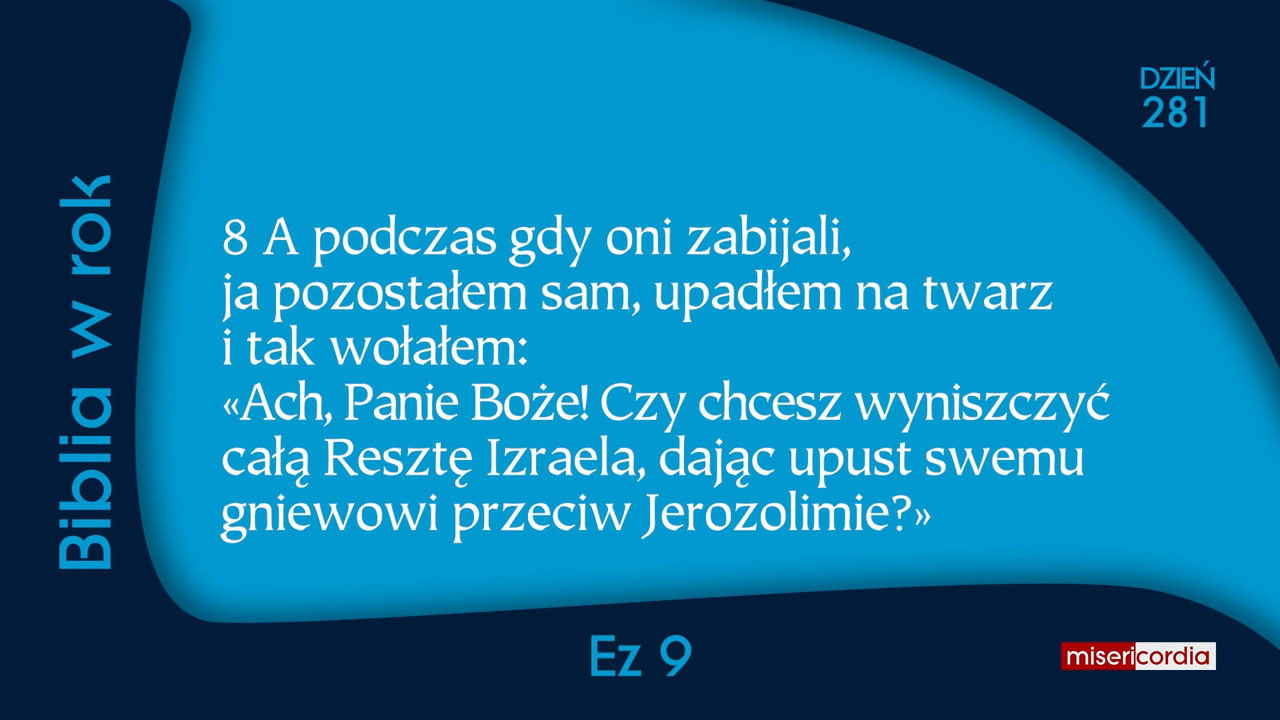 DZIEŃ
281
Biblia w rok
8 A podczas gdy oni zabijali,
ja pozostałem sam, upadłem na twarz
i tak wołałem:
«Ach, Panie Boże! Czy chcesz wyniszczyć
całą Resztę Izraela, dając upust swemu
gniewowi przeciw Jerozolimie?»
Ez 9
misericordia